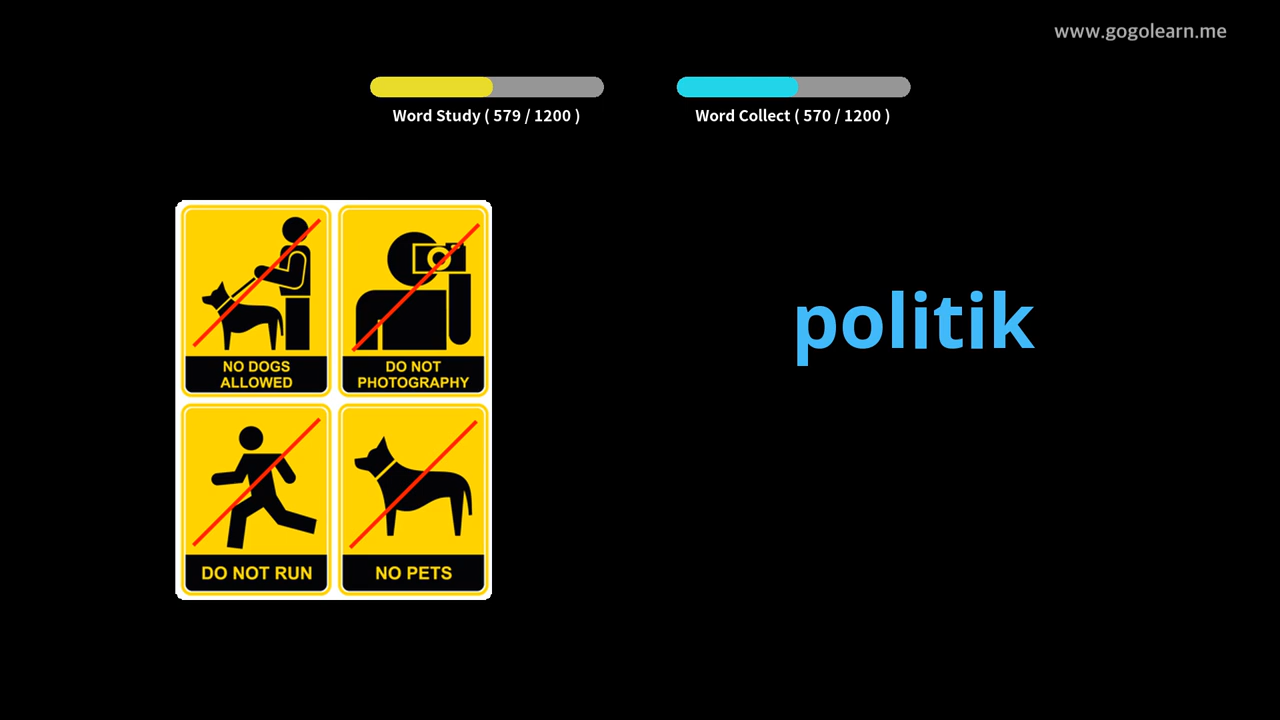 www.gogolearn.me
Word Study ( 579 / 1200 )
Word Collect ( 570 / 1200 )
NO DOGS
ALLOWED
DO NOT
PHOTOGRAPHY
DO NOT RUN
NO PETS
politik